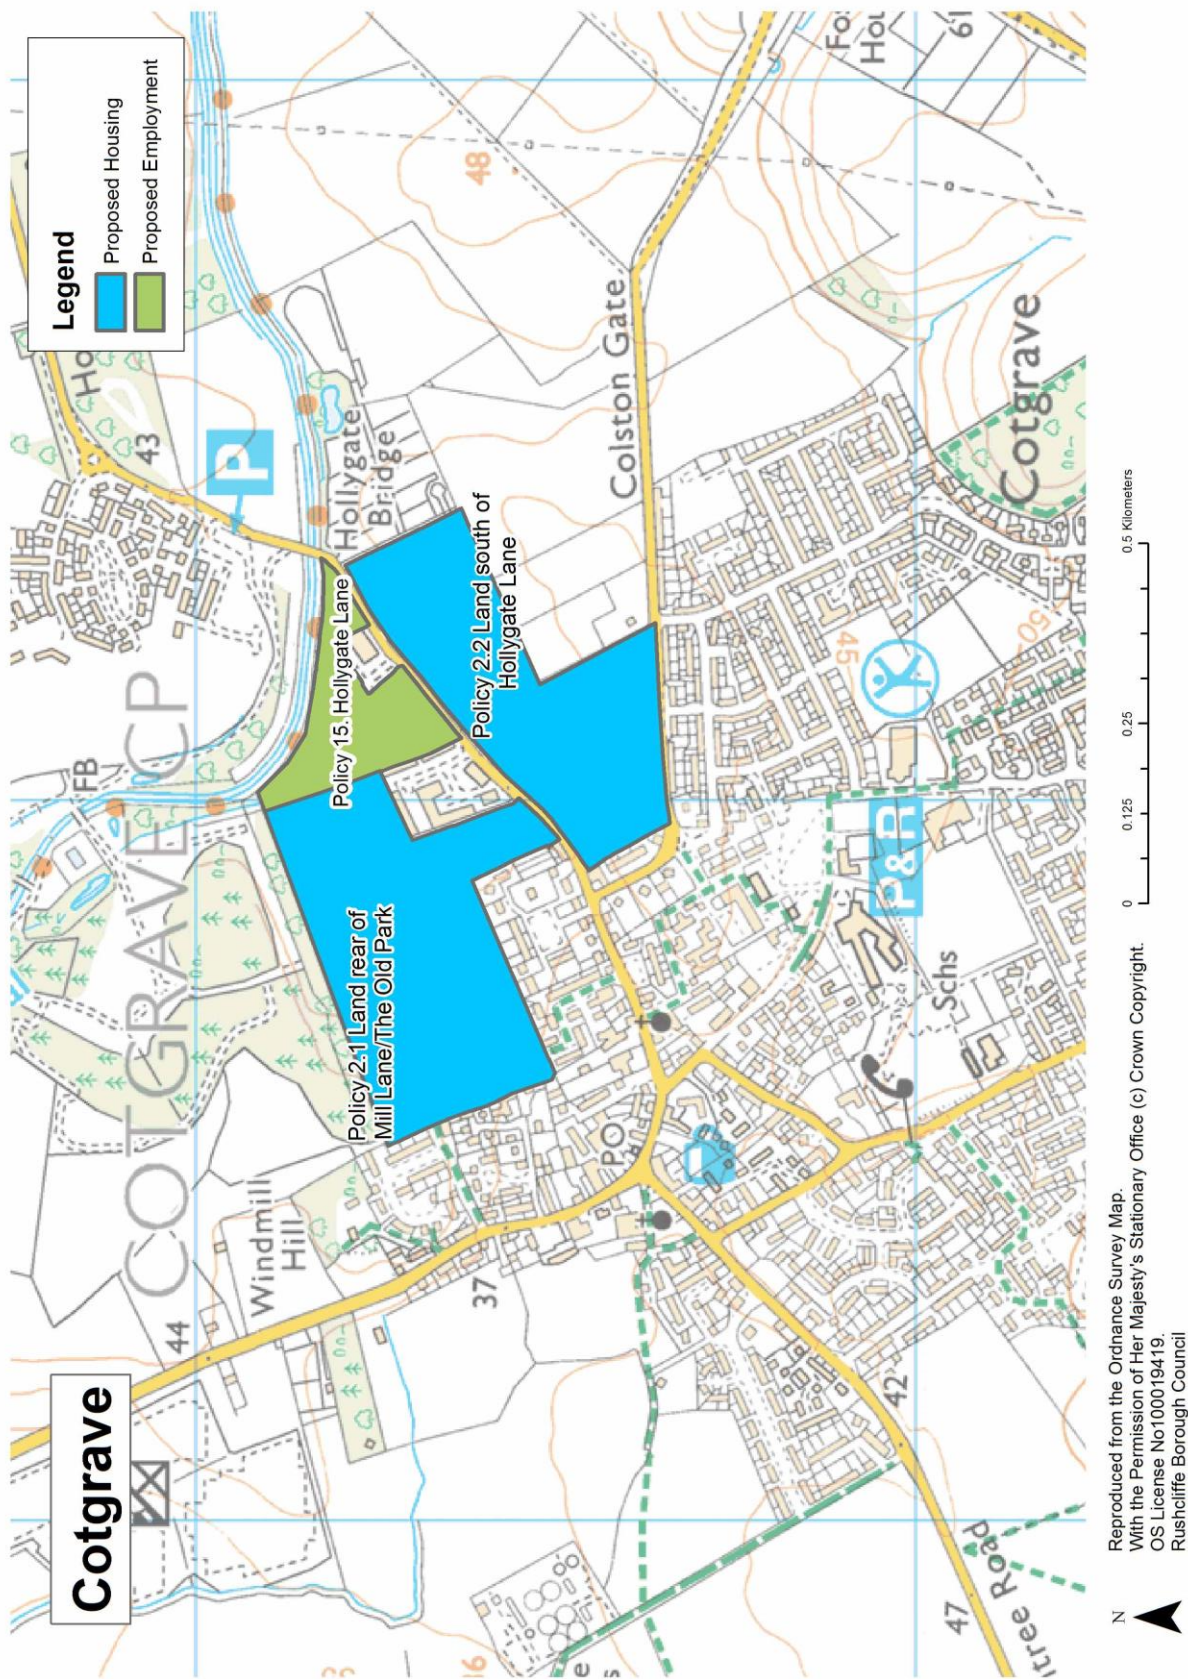 Cotgrave
Legend
Proposed Housing
Proposed Employment
COTGRAVE CP
FB
44
43
P
Windmill
Hill
Hollygate
Bridge
48
37
Policy 2.1 Land rear of
Mill Lane/The Old Park
Policy 15. Hollygate Lane
Policy 2.2 Land south of
Hollygate Lane
Colston Gate
PO
45
50
P&R
Schs
Cotgrave
42
47
tree Road
61
N
0
0.125
0.25
0.5 Kilometers
Reproduced from the Ordnance Survey Map.
With the Permission of Her Majesty's Stationary Office (c) Crown Copyright.
OS License No100019419.
Rushcliffe Borough Council